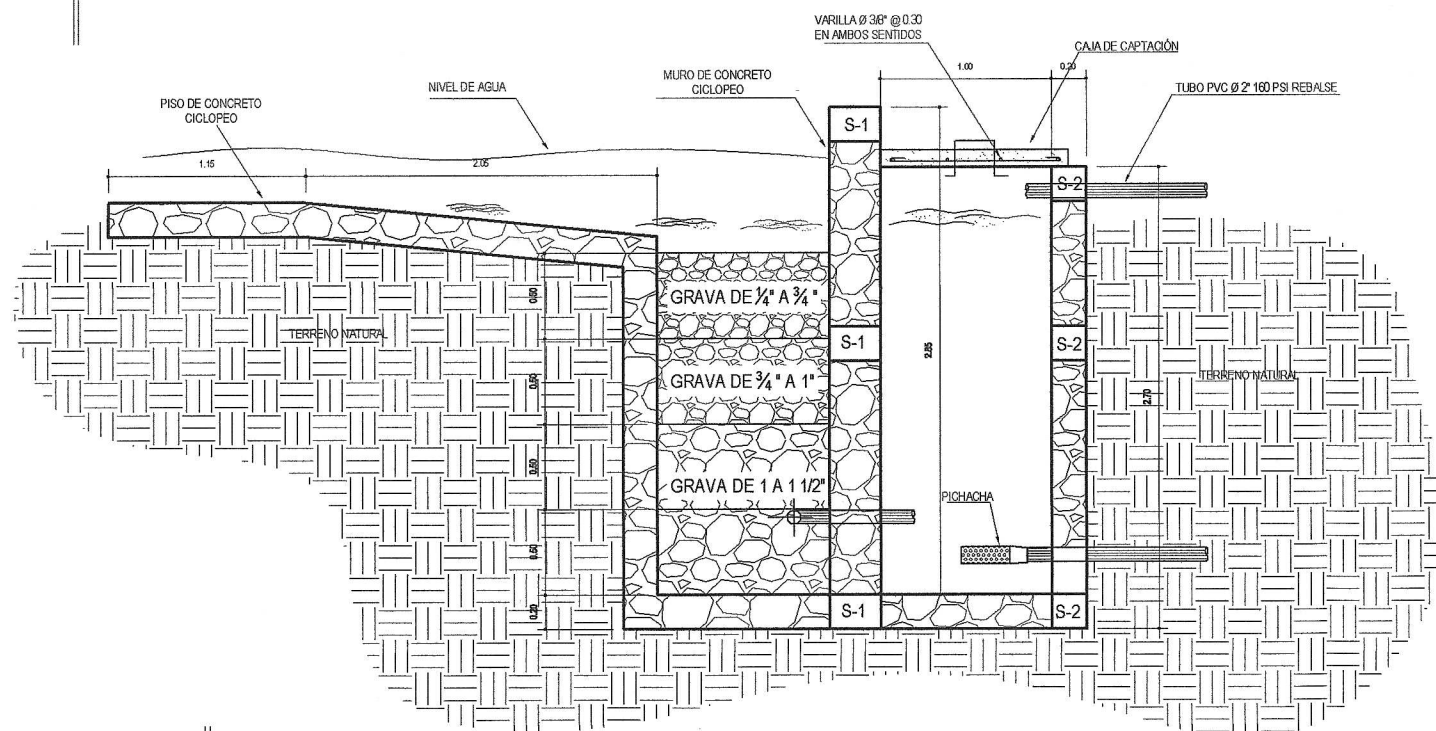 VARILLA Ø 3/8" @ 0.30
EN AMBOS SENTIDOS
CAJA DE CAPTACIÓN
MURO DE CONCRETO
CICLOPEO
1.00
0.20
NIVEL DE AGUA
TUBO PVC Ø 2" 160 PSI REBALSE
PISO DE CONCRETO
CICLOPEO
S-1
1.15
2.05
S-2
GRAVA DE 1/4" A 3/4"
0.50
TERRENO NATURAL
S-1
S-2
2.85
GRAVA DE 3/4" A 1"
0.50
TERRENO NATURAL
2.70
0.50
GRAVA DE 1 A 1 1/2"
PICHACHA
0.50
0.20
S-1
S-2